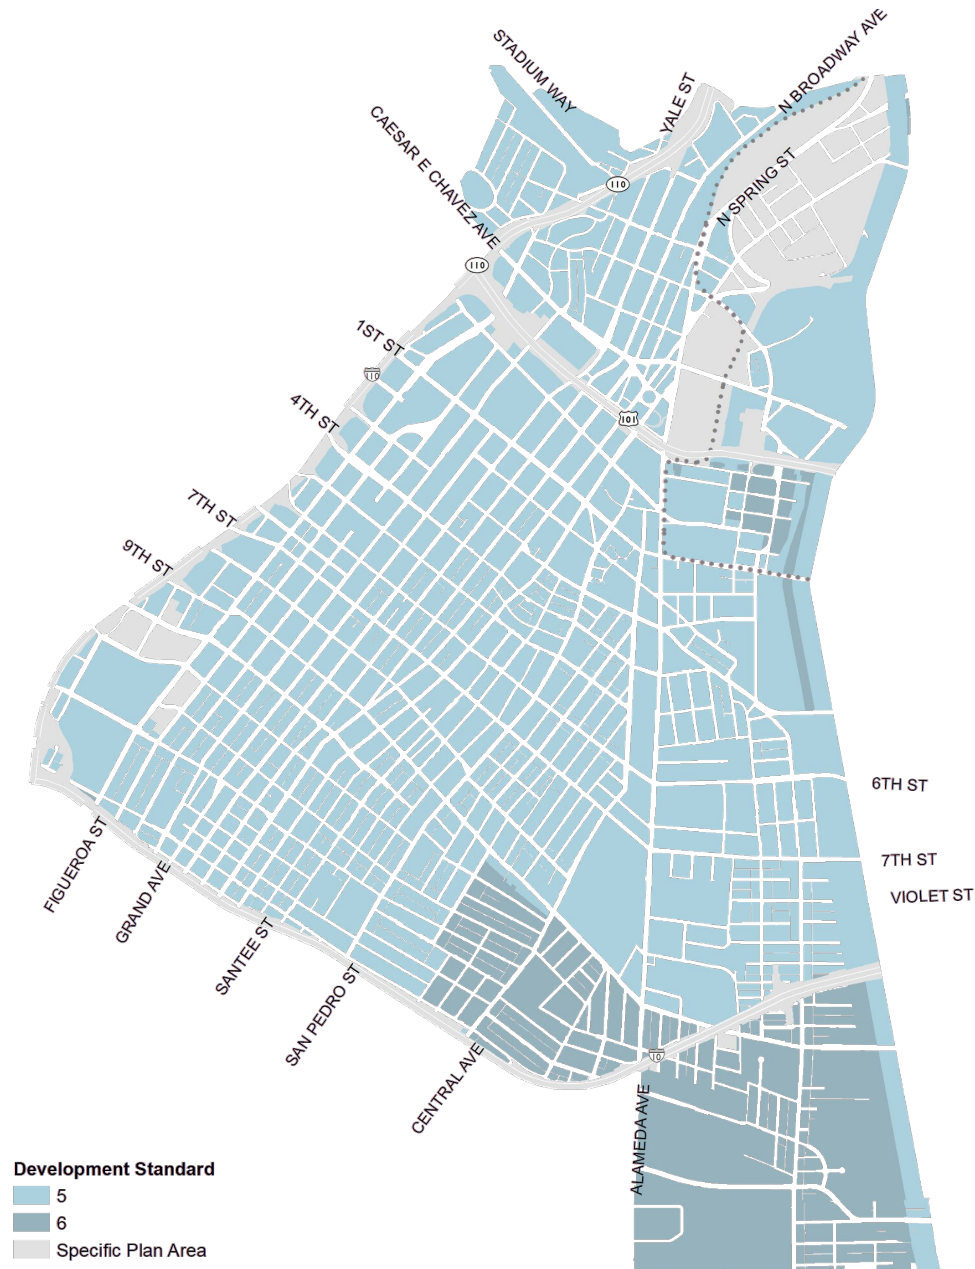 STADIUM WAY
N BROADWAY AVE
YALE ST
CAESAR E CHAVEZ AVE
N SPRING ST
110
110
1ST ST
110
4TH ST
101
7TH ST
9TH ST
6TH ST
7TH ST
VIOLET ST
FIGUEROA ST
GRAND AVE
SANTEE ST
SAN PEDRO ST
CENTRAL AVE
10
ALAMEDA AVE
Development Standard
5
6
Specific Plan Area